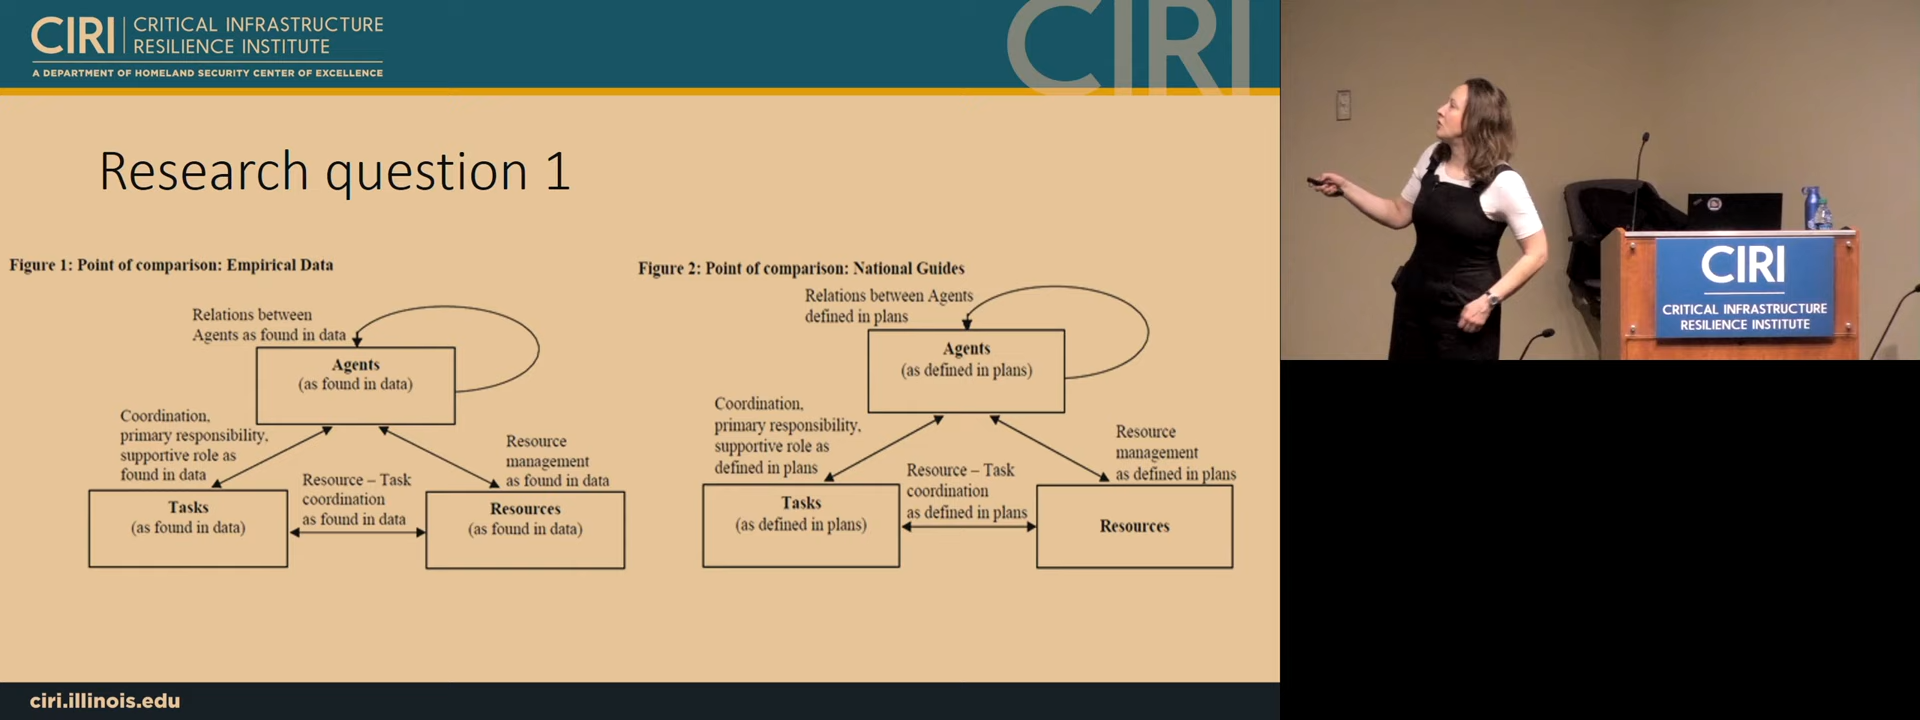 CIRI
CRITICAL INFRASTRUCTURE
RESILIENCE INSTITUTE
A DEPARTMENT OF HOMELAND SECURITY CENTER OF EXCELLENCE
CIRI
Research question 1
Figure 1: Point of comparison: Empirical Data
Relations between
Agents as found in data
Agents
(as found in data)
Coordination,
primary responsibility,
supportive role as
found in data
Resource
management
as found in data
Resource – Task
coordination
as found in data
Tasks
(as found in data)
Resources
(as found in data)
Figure 2: Point of comparison: National Guides
Relations between Agents
defined in plans
Agents
(as defined in plans)
Coordination,
primary responsibility,
supportive role as
defined in plans
Resource
management
as defined in plans
Resource – Task
coordination
as defined in plans
Tasks
(as defined in plans)
Resources
ciri.illinois.edu
CIRI
CRITICAL INFRASTRUCTURE
RESILIENCE INSTITUTE